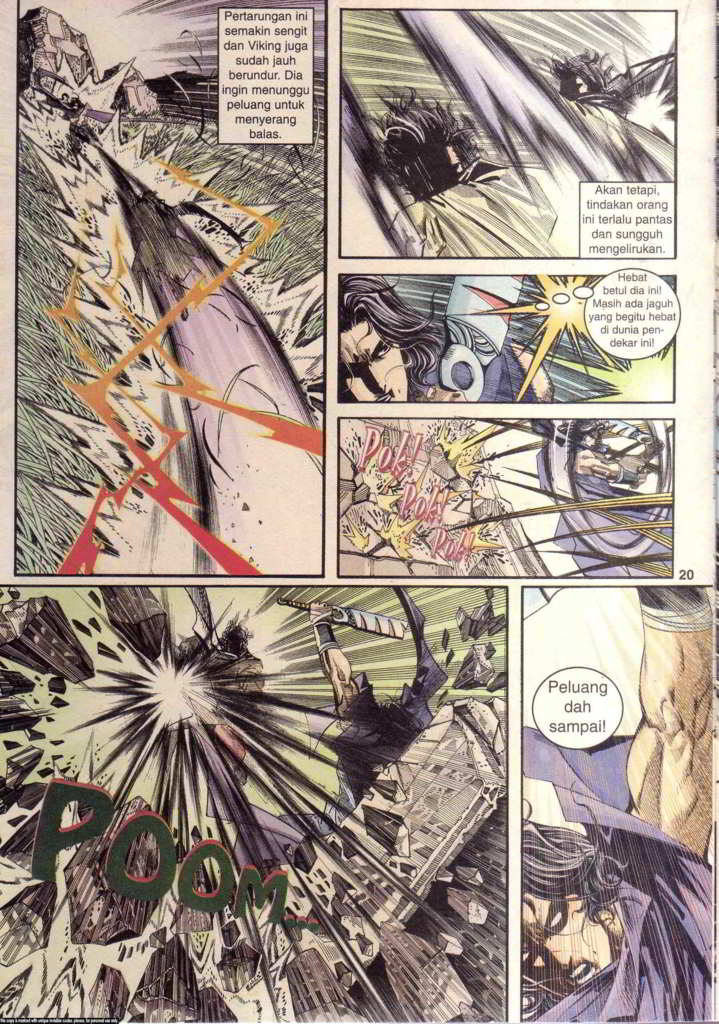 Pertarungan ini
semakin sengit
dan Viking juga
sudah jauh
berundur. Dia
ingin menunggu
peluang untuk
menyerang
balas.
Akan tetapi,
tindakan orang
ini terlalu pantas
dan sungguh
mengelirukan.
Hebat
betul dia ini!
Masih ada jaguh
yang begitu hebat
di dunia pen-
dekar ini!
Pok!
Pok!
Pok!
20
Poom...
Peluang
dah
sampai!